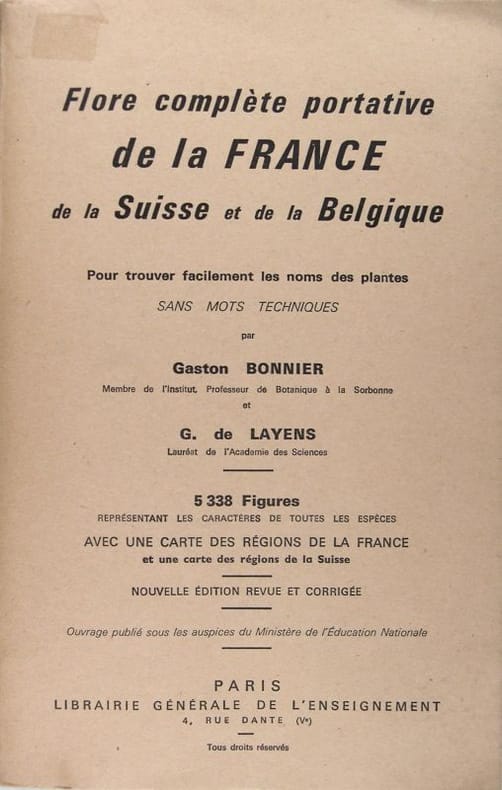 Flore complète portative
de la FRANCE
de la Suisse et de la Belgique
Pour trouver facilement les noms des plantes
SANS MOTS TECHNIQUES
par
Gaston BONNIER
Membre de l'Institut, Professeur de Botanique à la Sorbonne
et
G. de LAYENS
Lauréat de l'Academie des Sciences
5 338 Figures
REPRÉSENTANT LES CARACTÈRES DE TOUTES LES ESPÈCES
AVEC UNE CARTE DES RÉGIONS DE LA FRANCE
et une carte des régions de la Suisse
NOUVELLE ÉDITION REVUE ET CORRIGÉE
Ouvrage publié sous les auspices du Ministère de l'Éducation Nationale
PARIS
LIBRAIRIE GÉNÉRALE DE L'ENSEIGNEMENT
4, RUE DANTE (Vᵉ)
Tous droits réservés